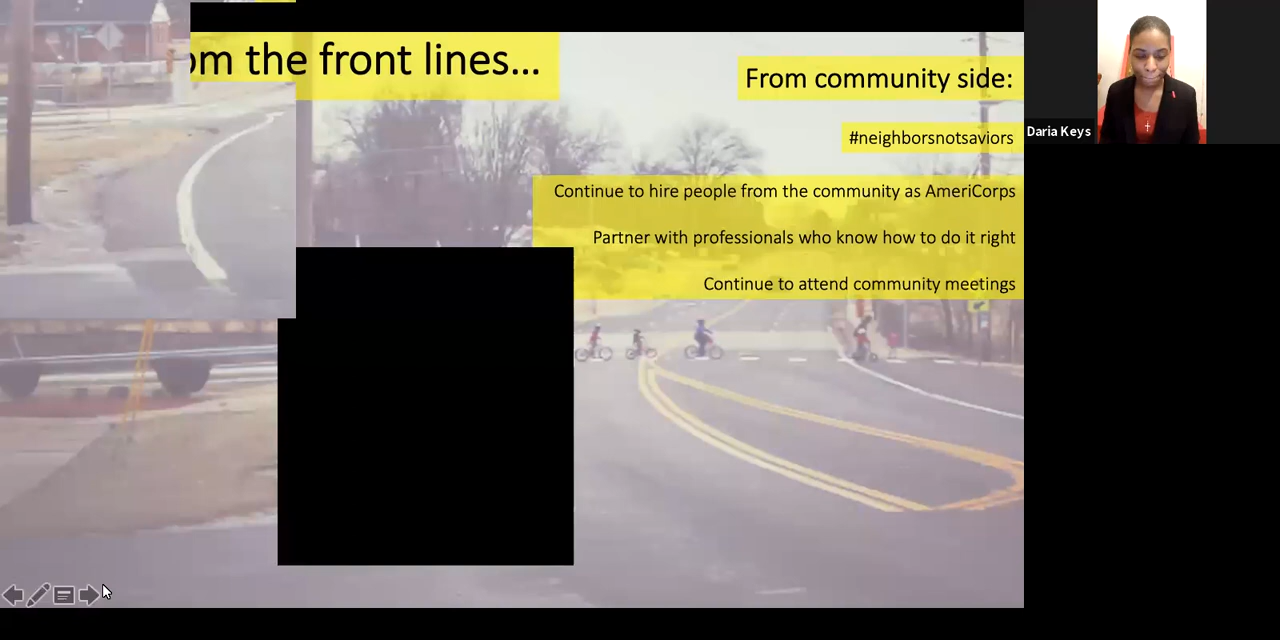 om the front lines...
From community side:
#neighborsnotsaviors
Continue to hire people from the community as AmeriCorps
Partner with professionals who know how to do it right
Continue to attend community meetings
Daria Keys